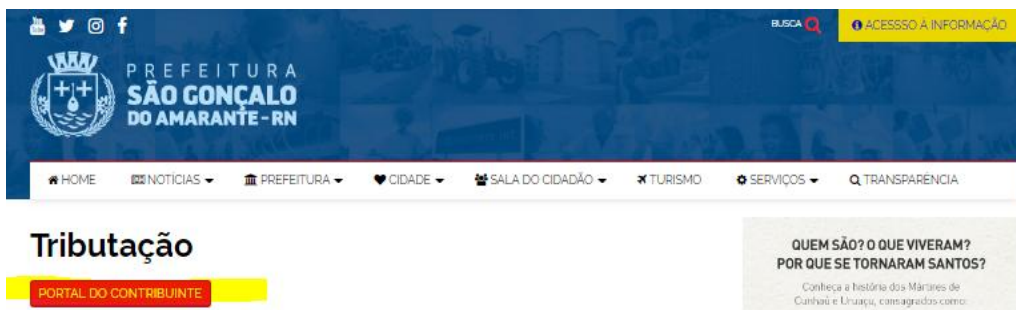 BUSCA
ACESSSO À INFORMAÇÃO
PREFEITURA
SÃO GONÇALO
DO AMARANTE-RN
HOME NOTÍCIAS PREFEITURA CIDADE SALA DO CIDADÃO TURISMO SERVIÇOS TRANSPARÊNCIA
Tributação
PORTAL DO CONTRIBUINTE
QUEM SÃO? O QUE VIVERAM?
POR QUE SE TORNARAM SANTOS?
Conheça a história dos Mártires de
Cunhaú e Uruaçu, consagrados como